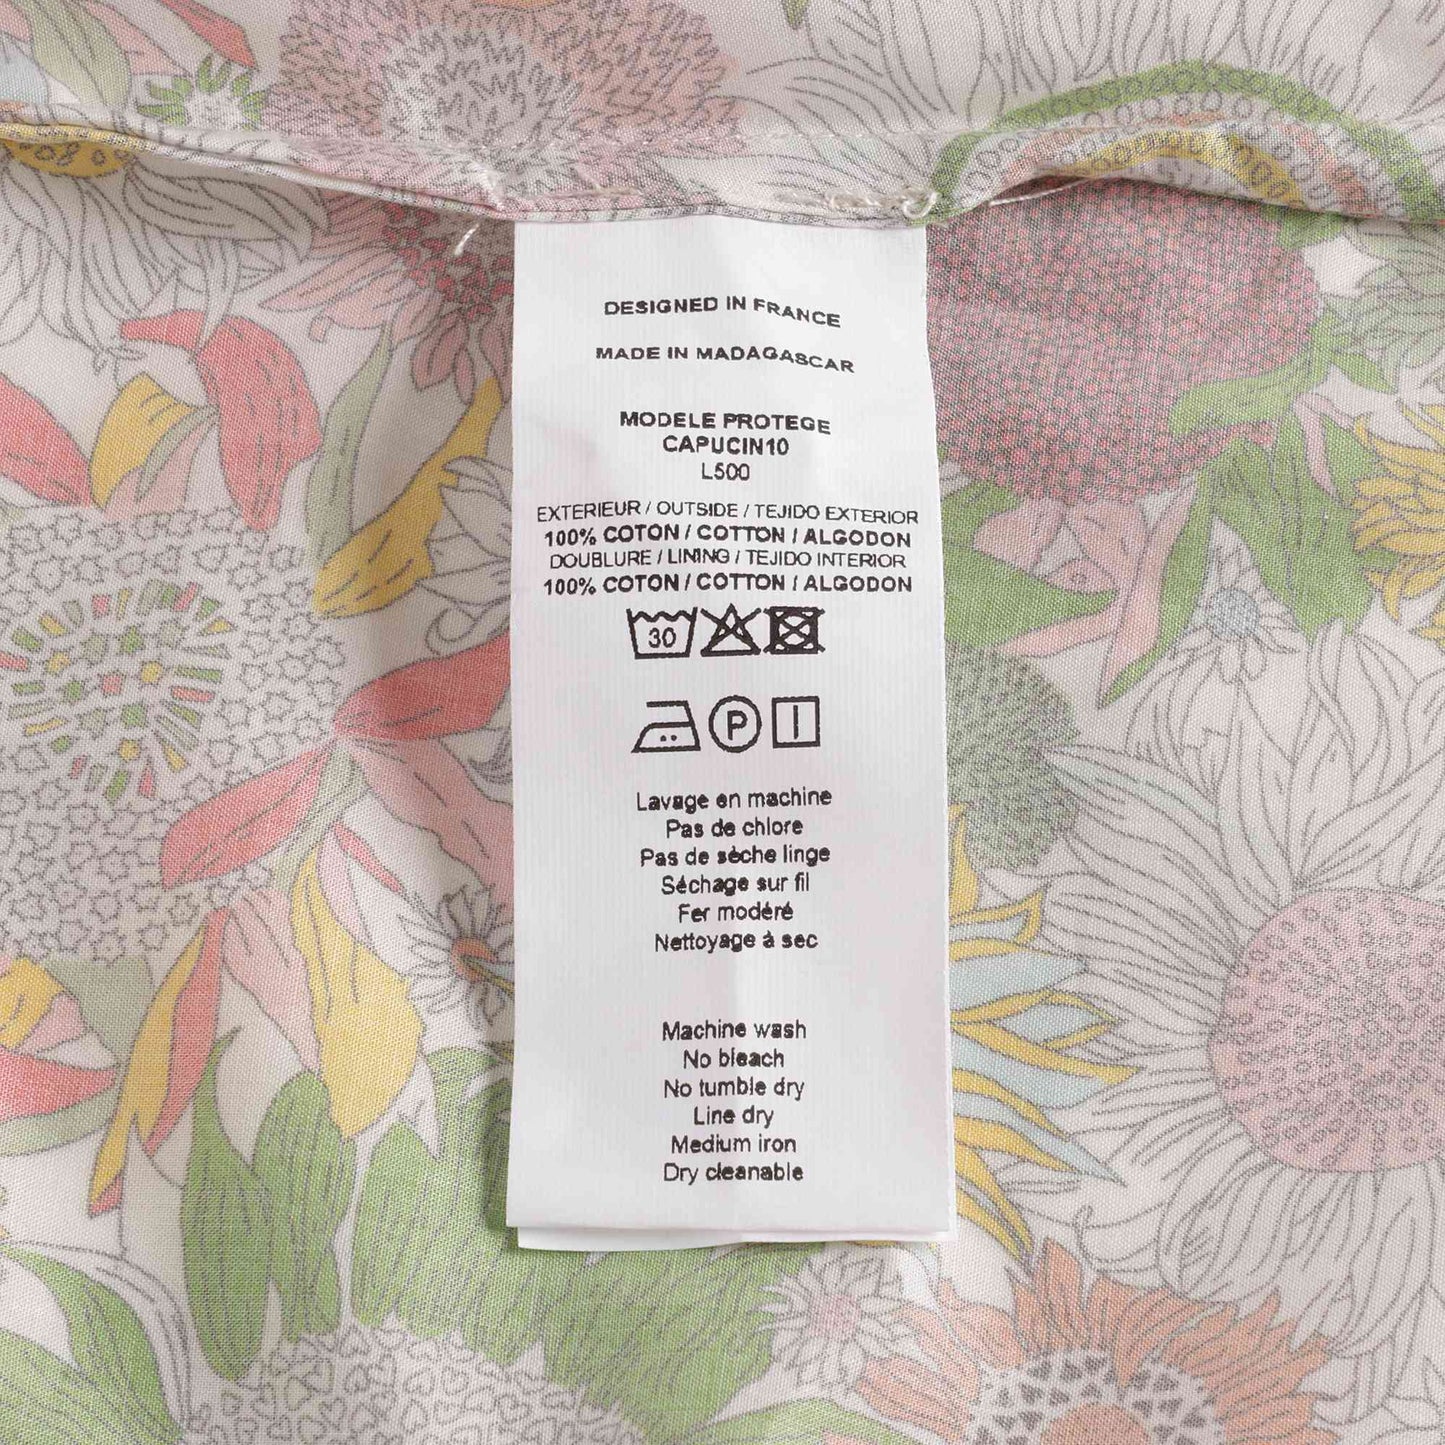 DESIGNED IN FRANCE
MADE IN MADAGASCAR
MODELE PROTEGE
CAPUCIN10
L500
EXTERIEUR / OUTSIDE / TEJIDO EXTERIOR
100% COTON / COTTON / ALGODON
DOUBLURE / LINING / TEJIDO INTERIOR
100% COTON / COTTON / ALGODON
30
P
Lavage en machine
Pas de chlore
Pas de sèche linge
Séchage sur fil
Fer modéré
Nettoyage à sec
Machine wash
No bleach
No tumble dry
Line dry
Medium iron
Dry cleanable